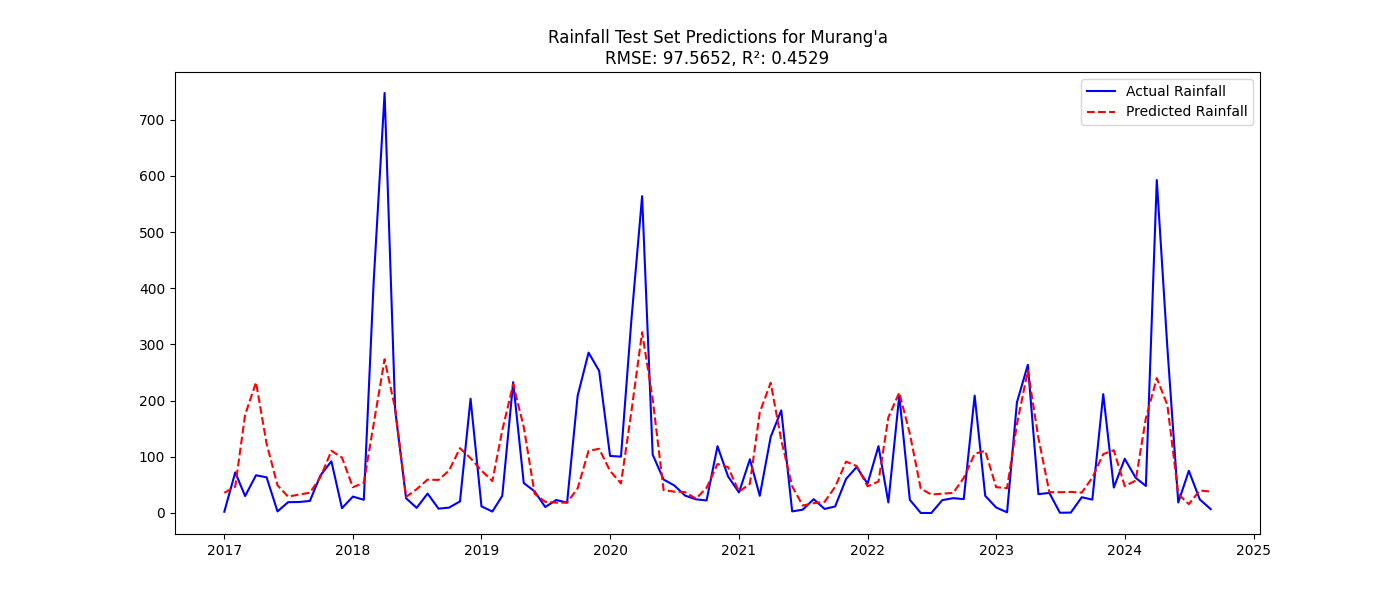 Rainfall Test Set Predictions for Murang'a
RMSE: 97.5652, R²: 0.4529
Actual Rainfall
Predicted Rainfall
700
600
500
400
300
200
100
0
2017 2018 2019 2020 2021 2022 2023 2024 2025